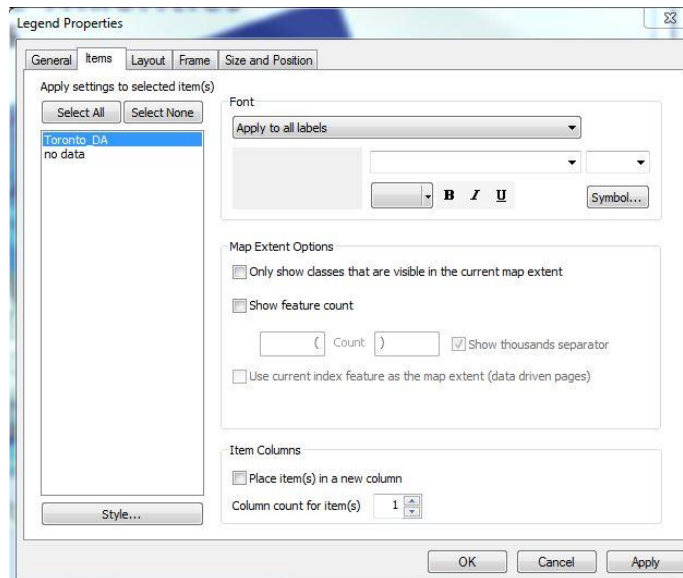 Legend Properties
General Items Layout Frame Size and Position
Apply settings to selected item(s)
Select All Select None
Toronto_DA
no data
Style...
Font
Apply to all labels
B I U Symbol...
Map Extent Options
Only show classes that are visible in the current map extent
Show feature count
( Count ) Show thousands separator
Use current index feature as the map extent (data driven pages)
Item Columns
Place item(s) in a new column
Column count for item(s) 1
OK Cancel Apply